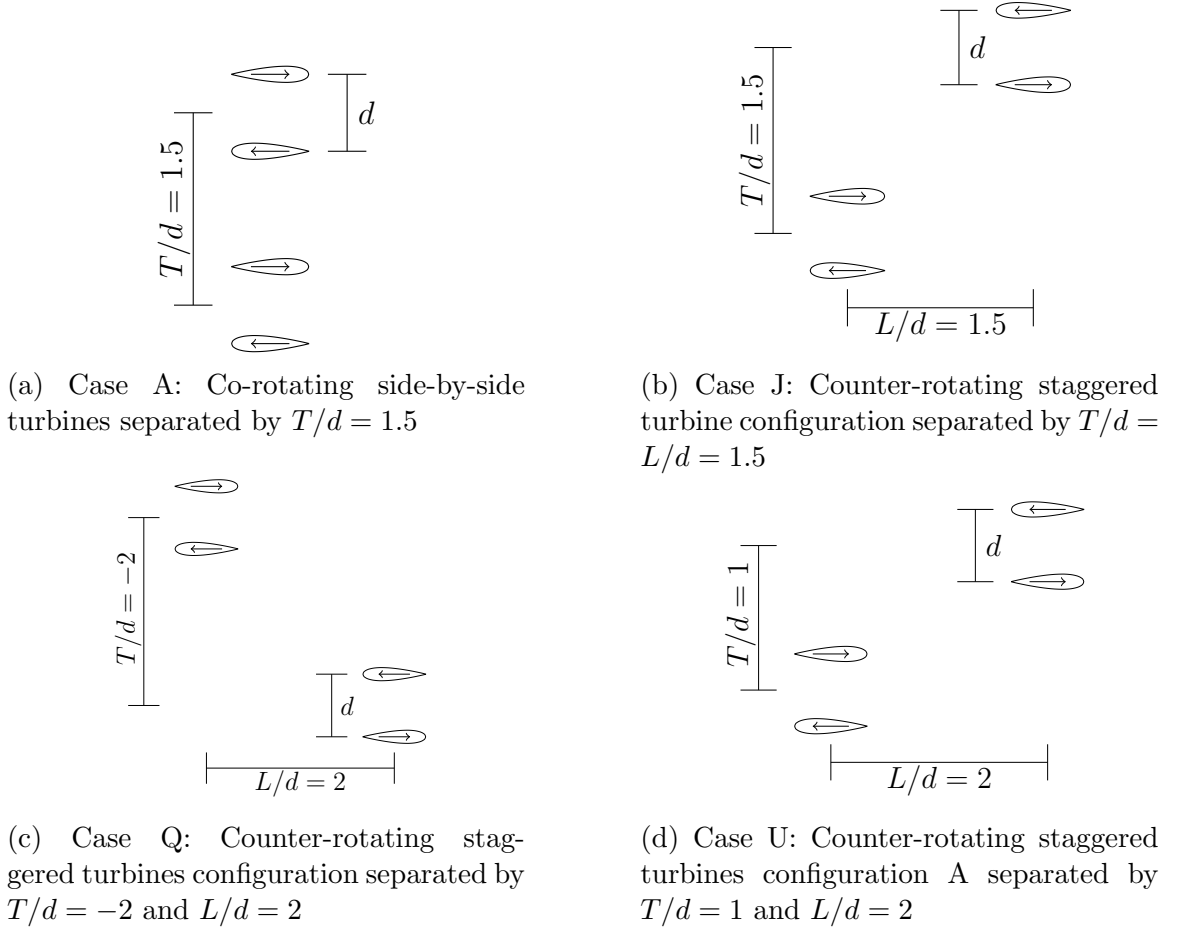 d
T/d = 1.5
(a) Case A: Co-rotating side-by-side
turbines separated by T/d = 1.5
d
T/d = 1.5
L/d = 1.5
(b) Case J: Counter-rotating staggered
turbine configuration separated by T/d =
L/d = 1.5
T/d = −2
d
L/d = 2
(c) Case Q: Counter-rotating stag-
gered turbines configuration separated by
T/d = −2 and L/d = 2
d
T/d = 1
L/d = 2
(d) Case U: Counter-rotating staggered
turbines configuration A separated by
T/d = 1 and L/d = 2